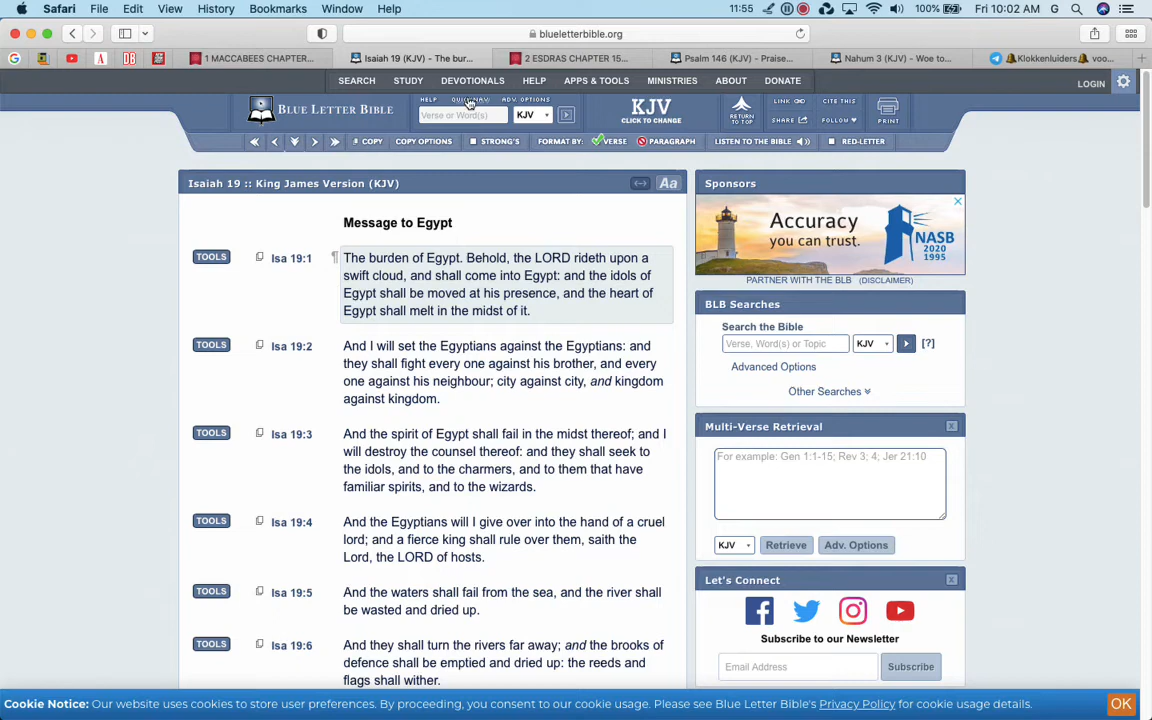 Safari File Edit View History Bookmarks Window Help 11:55 100% Fri 10:02 AM G
blueletterbible.org
1 MACCABEES CHAPTER... Isaiah 19 (KJV) - The bur... 2 ESDRAS CHAPTER 15... Psalm 146 (KJV) - Praise... Nahum 3 (KJV) - Woe to... Klokkenluiders voo...
SEARCH STUDY DEVOTIONALS HELP APPS & TOOLS MINISTRIES ABOUT DONATE LOGIN
HELP QUICK NAV ADV. OPTIONS
BLUE LETTER BIBLE Verse or Word(s) KJV KJV CLICK TO CHANGE RETURN TO TOP LINK CITE THIS SHARE FOLLOW PRINT
COPY COPY OPTIONS STRONG'S FORMAT BY: VERSE PARAGRAPH LISTEN TO THE BIBLE RED-LETTER
Isaiah 19 :: King James Version (KJV) Aa
Message to Egypt
TOOLS Isa 19:1 ¶ The burden of Egypt. Behold, the LORD rideth upon a
swift cloud, and shall come into Egypt: and the idols of
Egypt shall be moved at his presence, and the heart of
Egypt shall melt in the midst of it.
TOOLS Isa 19:2 And I will set the Egyptians against the Egyptians: and
they shall fight every one against his brother, and every
one against his neighbour; city against city, and kingdom
against kingdom.
TOOLS Isa 19:3 And the spirit of Egypt shall fail in the midst thereof; and I
will destroy the counsel thereof: and they shall seek to
the idols, and to the charmers, and to them that have
familiar spirits, and to the wizards.
TOOLS Isa 19:4 And the Egyptians will I give over into the hand of a cruel
lord; and a fierce king shall rule over them, saith the
Lord, the LORD of hosts.
TOOLS Isa 19:5 And the waters shall fail from the sea, and the river shall
be wasted and dried up.
TOOLS Isa 19:6 And they shall turn the rivers far away; and the brooks of
defence shall be emptied and dried up: the reeds and
flags shall wither.
Sponsors
Accuracy
you can trust.
NASB
2020
1995
PARTNER WITH THE BLB (DISCLAIMER)
BLB Searches
Search the Bible
Verse, Word(s) or Topic KJV [?]
Advanced Options
Other Searches
Multi-Verse Retrieval
For example: Gen 1:1-15; Rev 3; 4; Jer 21:10
KJV Retrieve Adv. Options
Let's Connect
Subscribe to our Newsletter
Email Address Subscribe
Cookie Notice: Our website uses cookies to store user preferences. By proceeding, you consent to our cookie usage. Please see Blue Letter Bible's Privacy Policy for cookie usage details. OK